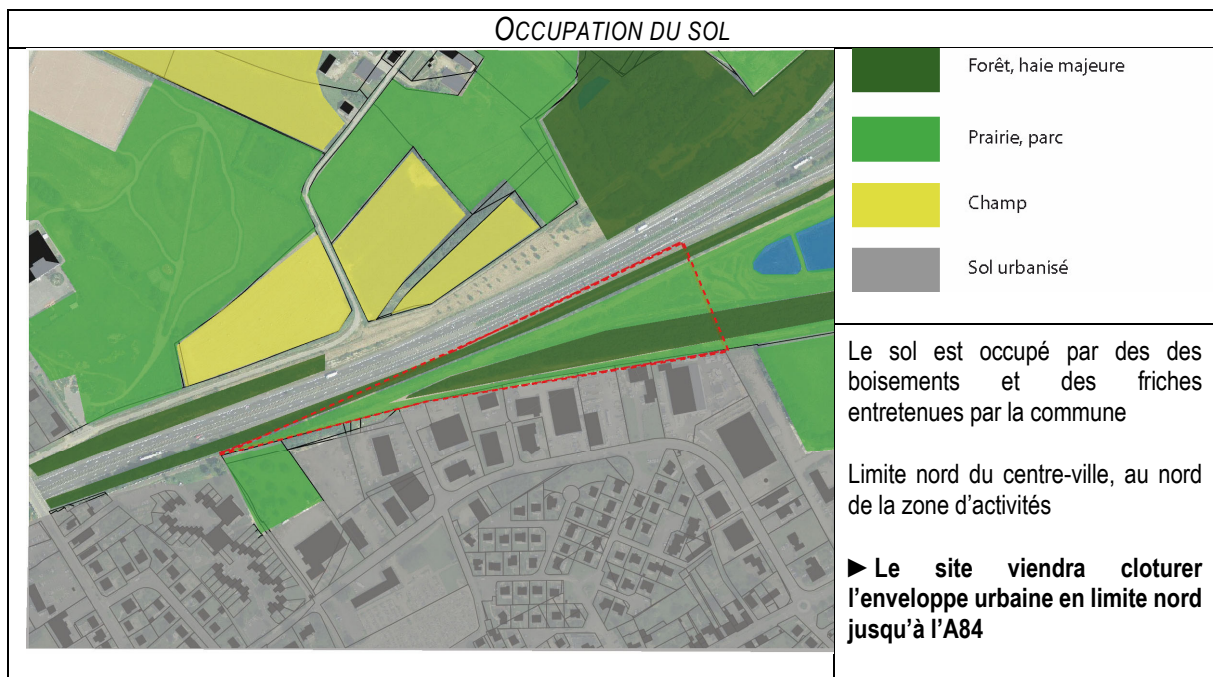 OCCUPATION DU SOL
Forêt, haie majeure
Prairie, parc
Champ
Sol urbanisé
Le sol est occupé par des des
boisements et des friches
entretenues par la commune
Limite nord du centre-ville, au nord
de la zone d'activités
► Le site viendra cloturer
l'enveloppe urbaine en limite nord
jusqu'à l'A84